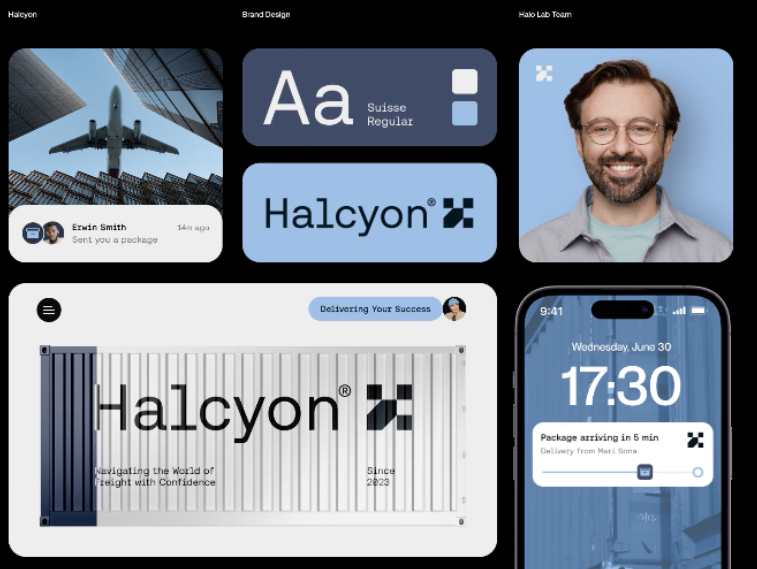 Halcyon
Brand Design
Halo Lab Team
Erwin Smith
14m ago
Sent you a package
Aa
Suisse
Regular
Halcyon®
Delivering Your Success
Halcyon®
Navigating the World of
Freight with Confidence
Since
2023
9:41
Wednesday, June 30
17:30
Package arriving in 5 min
Delivery from Mari Sona